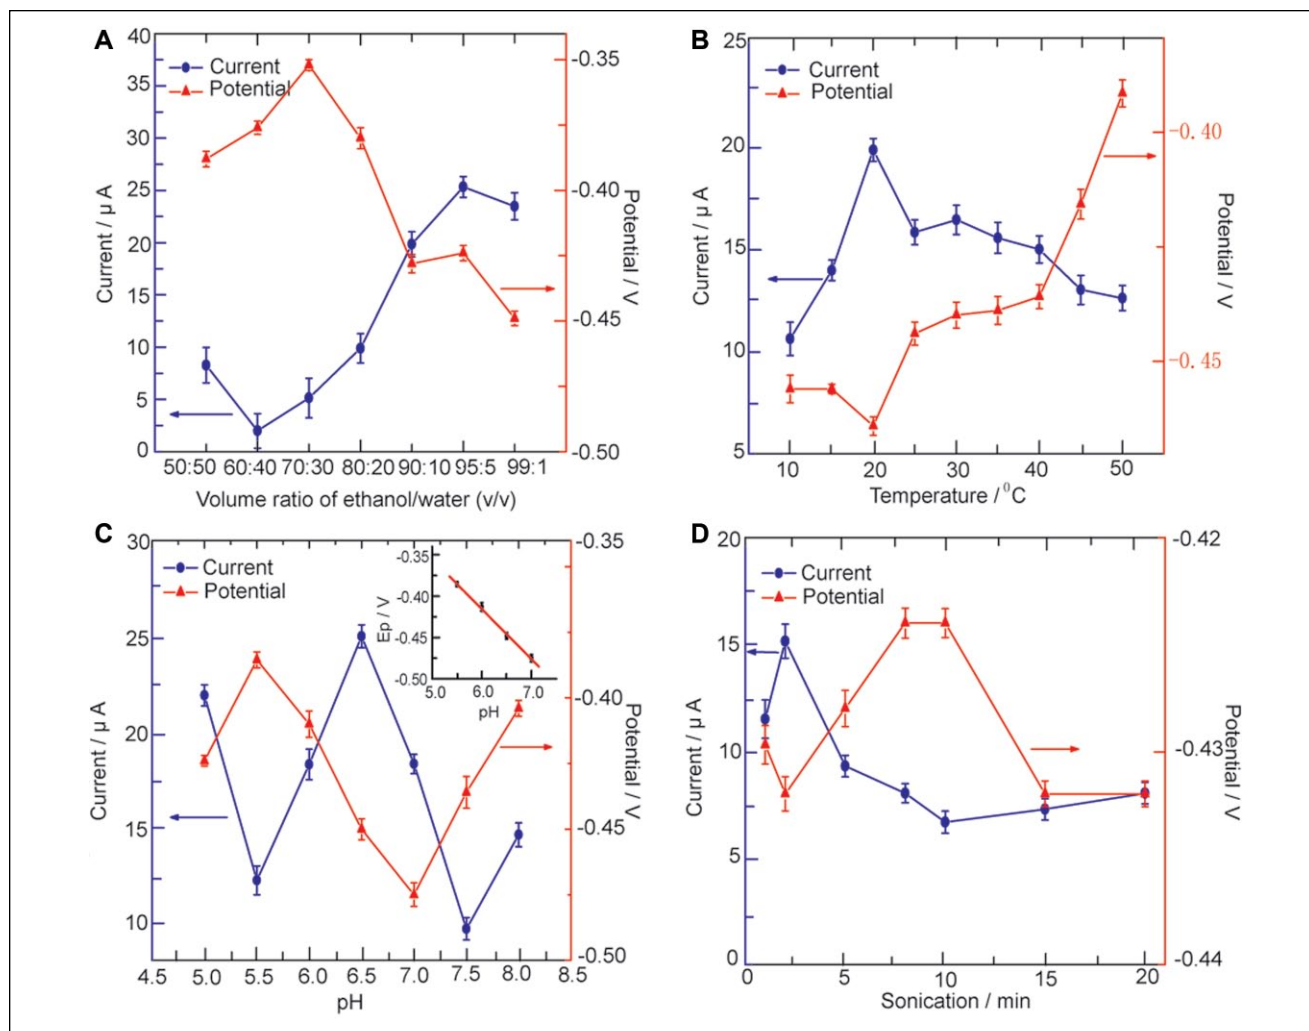 A
40
35
30
25
20
15
10
5
0
Current / µ A
Current
Potential
-0.35
-0.40
-0.45
-0.50
Potential / V
50:50 60:40 70:30 80:20 90:10 95:5 99:1
Volume ratio of ethanol/water (v/v)
B
25
20
15
10
5
Current / µ A
Current
Potential
-0.40
-0.45
Potential / V
10 20 30 40 50
Temperature / ⁰C
C
30
25
20
15
10
Current / µ A
Current
Potential
-0.35
-0.40
-0.45
-0.50
Ep / V
5.0 6.0 7.0
pH
-0.35
-0.40
-0.45
-0.50
Potential / V
4.5 5.0 5.5 6.0 6.5 7.0 7.5 8.0 8.5
pH
D
20
15
10
5
0
Current / µ A
Current
Potential
-0.42
-0.43
-0.44
Potential / V
0 5 10 15 20
Sonication / min